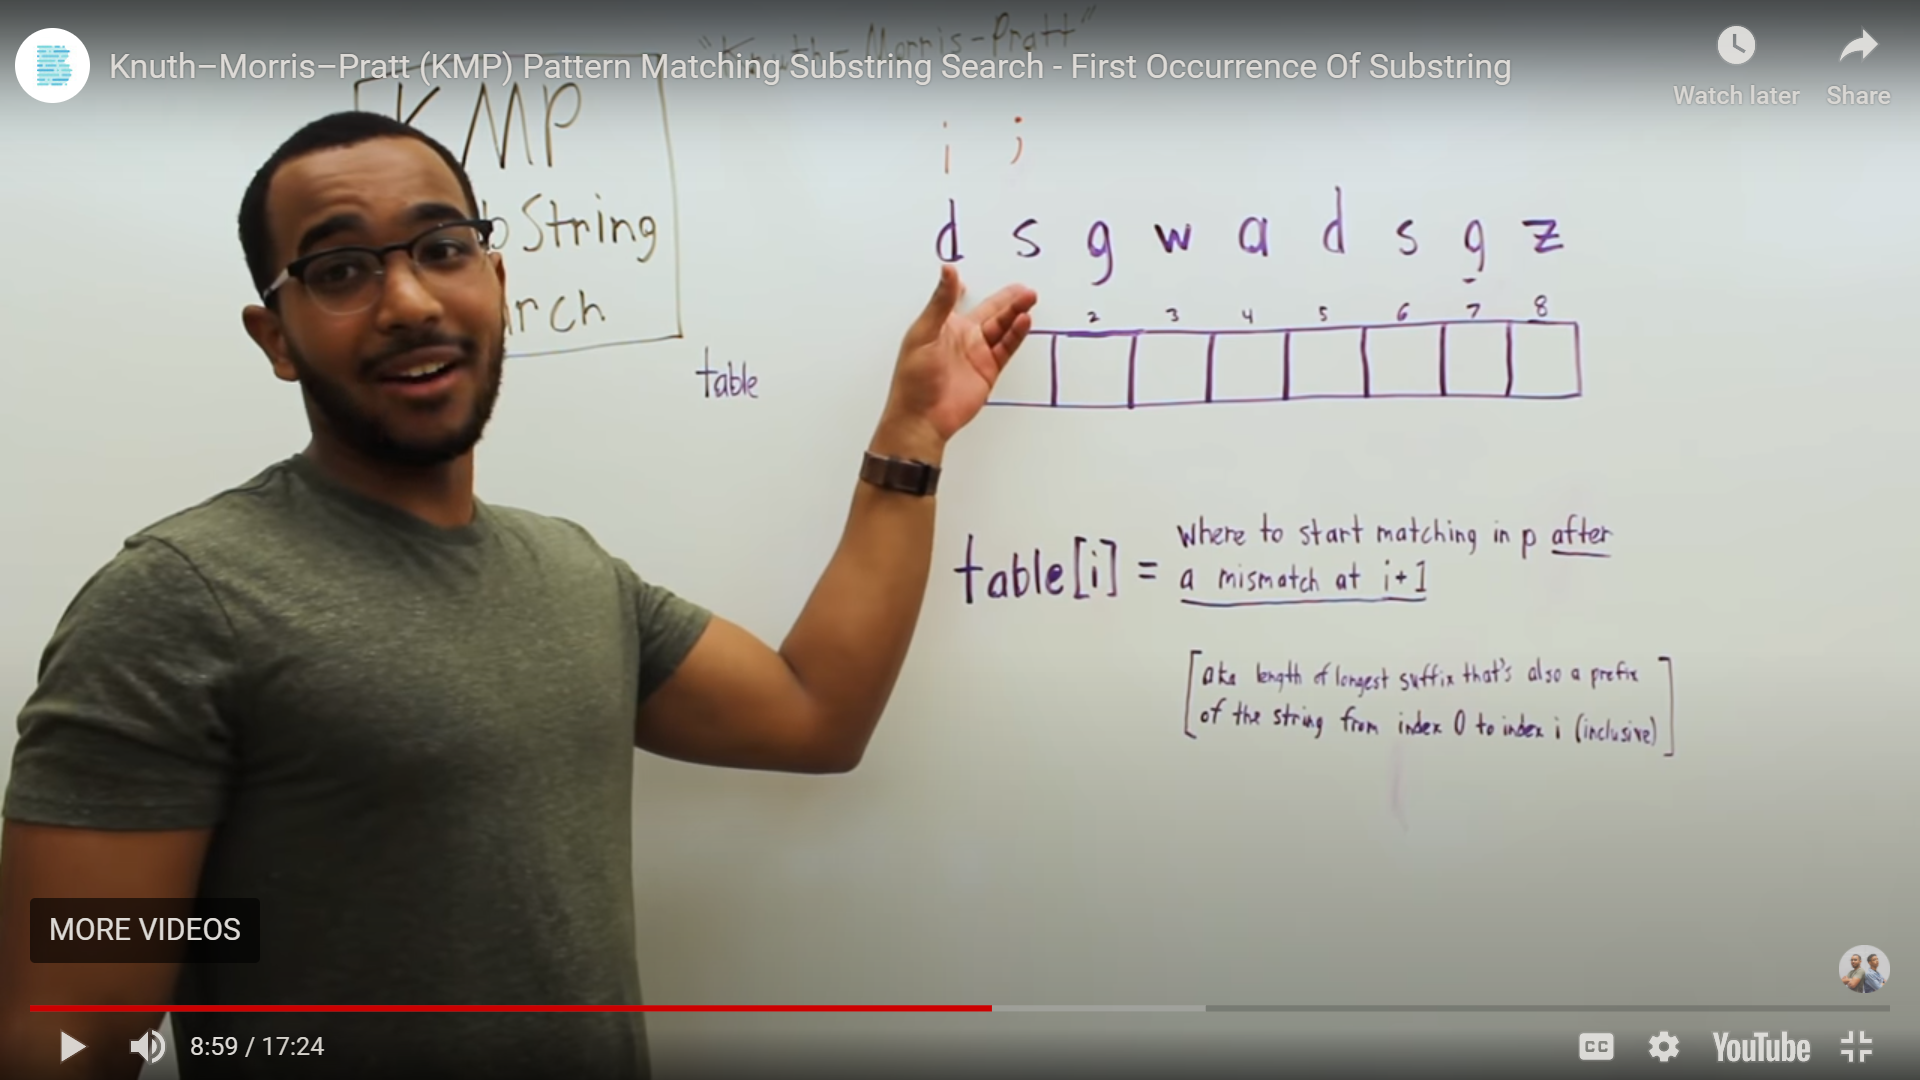 "Knuth-Morris-Pratt"
Knuth–Morris–Pratt (KMP) Pattern Matching Substring Search - First Occurrence Of Substring
Watch later
Share
KMP
String
table
i j
d s g w a d s g z
2 3 4 5 6 7 8
table[i] = where to start matching in p after
a mismatch at i+1
[aka length of longest suffix that's also a prefix
of the string from index 0 to index i (inclusive)]
MORE VIDEOS
8:59 / 17:24
CC
YouTube